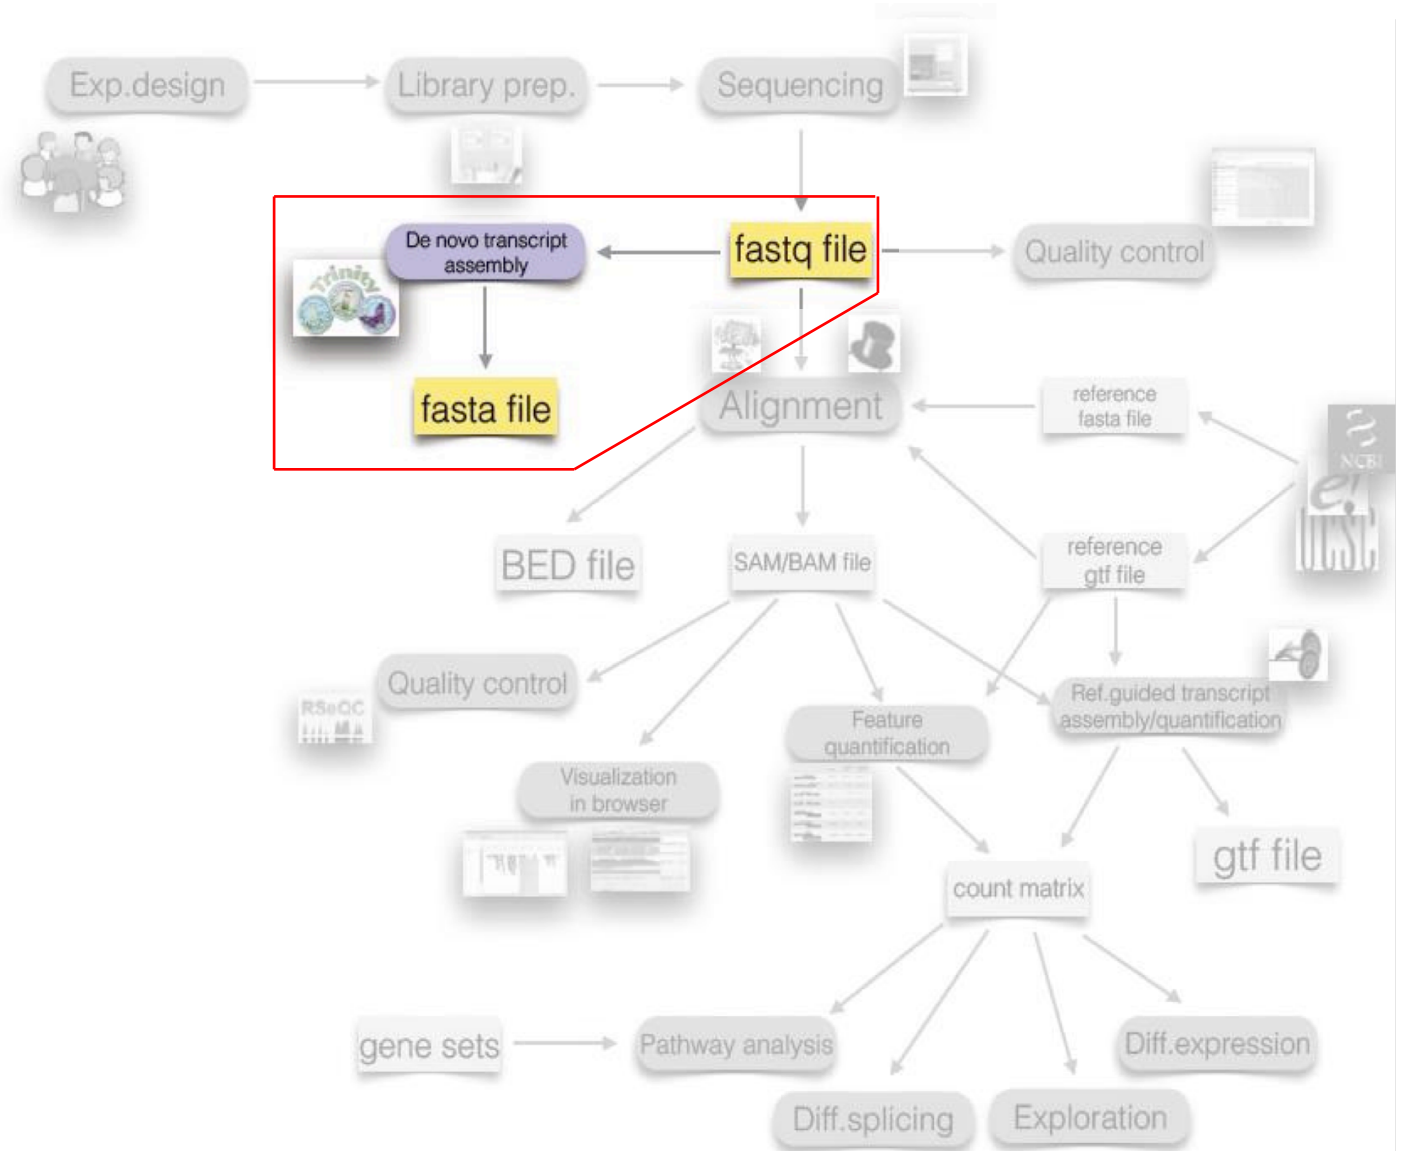 Exp.design
Library prep.
Sequencing
De novo transcript
assembly
fastq file
Quality control
Trinity
fasta file
Alignment
reference
fasta file
NCBI
e!
UCSC
BED file
SAM/BAM file
reference
gtf file
Quality control
RSeQC
Feature
quantification
Ref.guided transcript
assembly/quantification
Visualization
in browser
gtf file
count matrix
gene sets
Pathway analysis
Diff.expression
Diff.splicing
Exploration